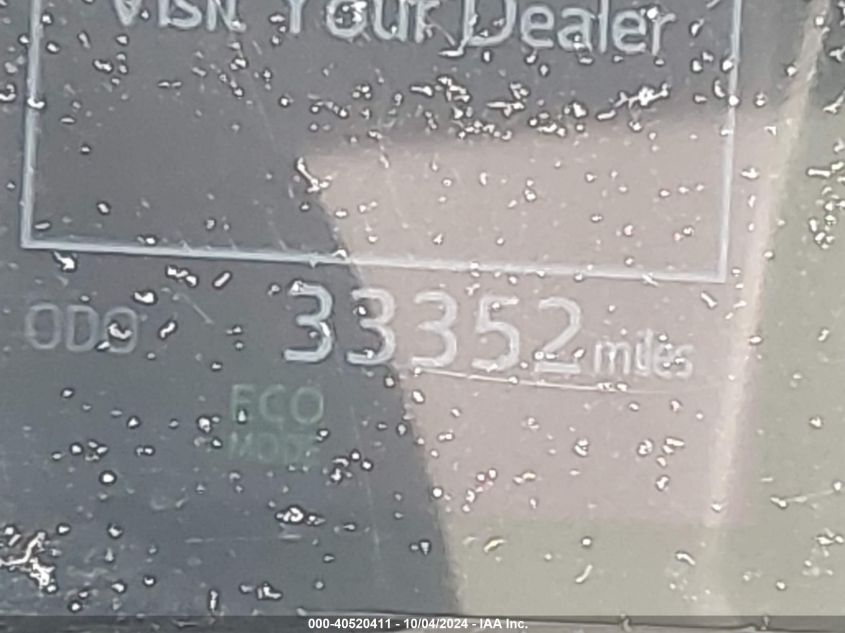 Visit Your Dealer
ODO 33352 miles
ECO
MODE
000-40520411 - 10/04/2024 - IAA Inc.